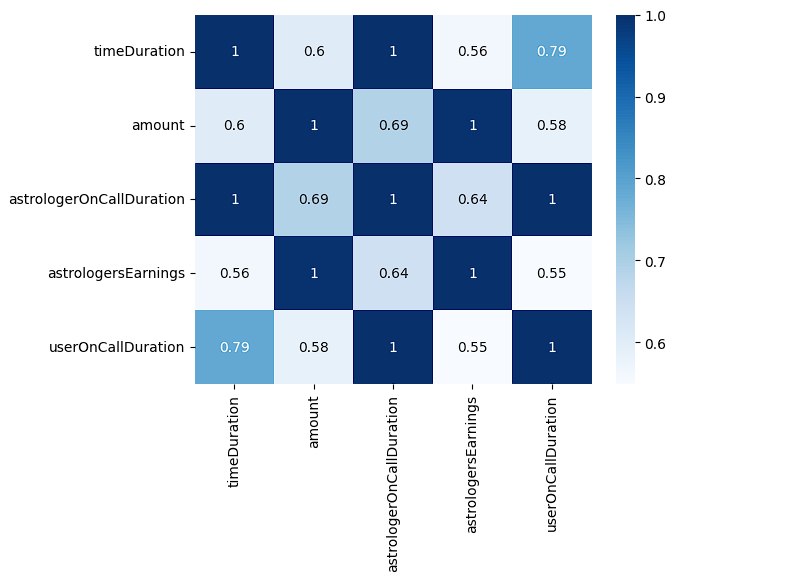 timeDuration 1 0.6 1 0.56 0.79
amount 0.6 1 0.69 1 0.58
astrologerOnCallDuration 1 0.69 1 0.64 1
astrologersEarnings 0.56 1 0.64 1 0.55
userOnCallDuration 0.79 0.58 1 0.55 1
timeDuration
amount
astrologerOnCallDuration
astrologersEarnings
userOnCallDuration
1.0
0.9
0.8
0.7
0.6